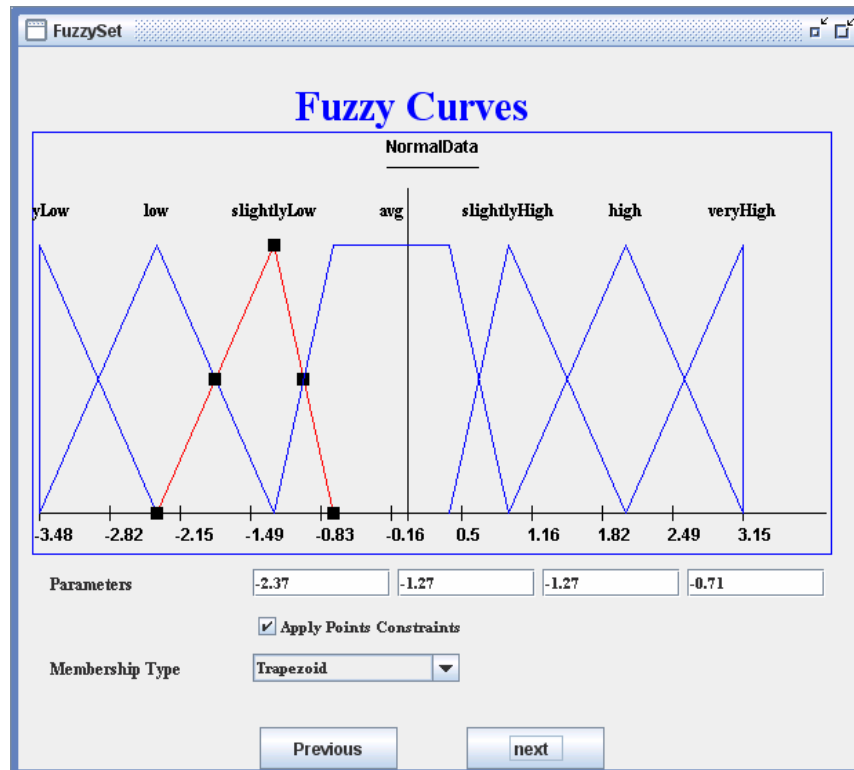 FuzzySet
Fuzzy Curves
NormalData
yLow low slightlyLow avg slightlyHigh high veryHigh
-3.48 -2.82 -2.15 -1.49 -0.83 -0.16 0.5 1.16 1.82 2.49 3.15
Parameters -2.37 -1.27 -1.27 -0.71
Apply Points Constraints
Membership Type Trapezoid
Previous next